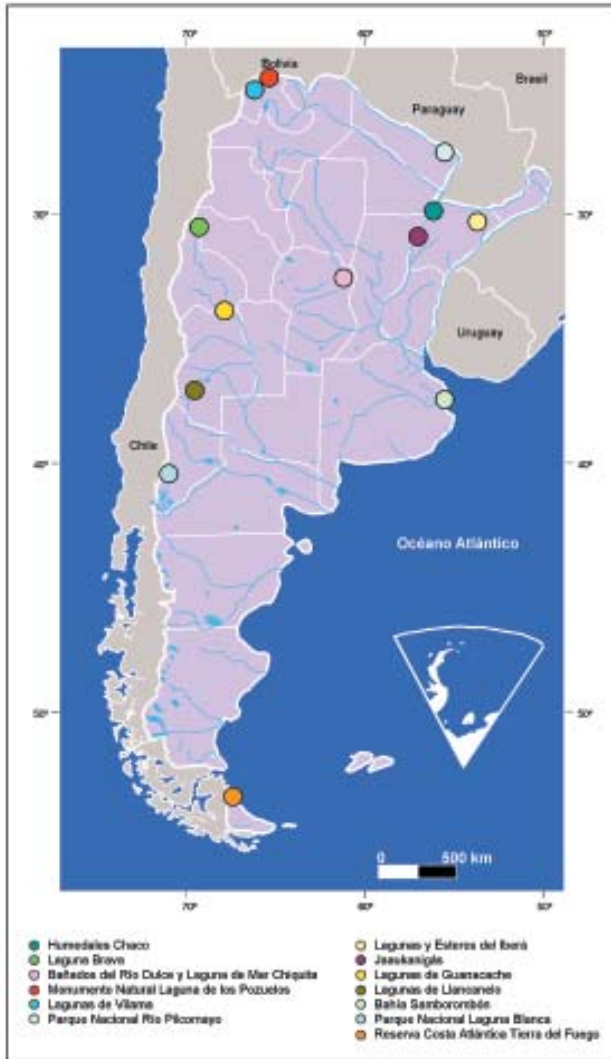 Bolivia
Brasil
Paraguay
30°
30°
Uruguay
Chile
40°
40°
Océano Atlántico
50°
50°
0 500 km
70°
60°
50°
70°
60°
50°
Humedales Chaco
Laguna Brava
Bañados del Río Dulce y Laguna de Mar Chiquita
Monumento Natural Laguna de los Pozuelos
Lagunas de Vilama
Parque Nacional Río Pilcomayo
Lagunas y Esteros del Iberá
Jaaukanigás
Lagunas de Guanacache
Lagunas de Llancanelo
Bahía Samborombón
Parque Nacional Laguna Blanca
Reserva Costa Atlántica Tierra del Fuego